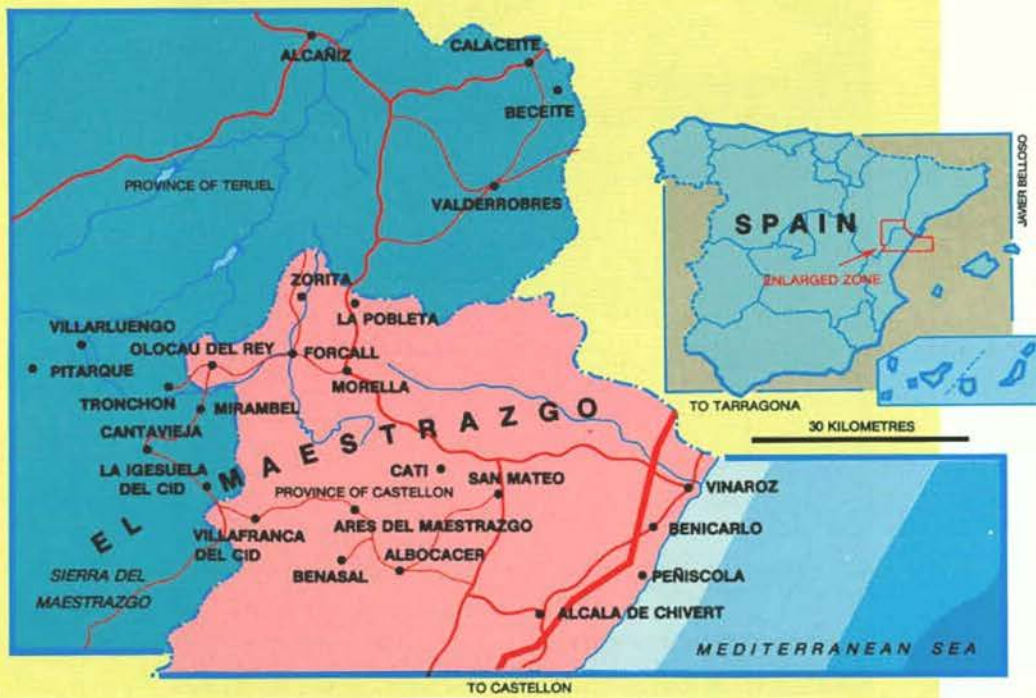 ALCAÑIZ
CALACEITE
BECEITE
PROVINCE OF TERUEL
VALDERROBRES
JAVIER BELLOSO
SPAIN
ENLARGED ZONE
ZORITA
LA POBLETA
VILLARLUENGO
OLOCAU DEL REY
FORCALL
PITARQUE
MORELLA
TRONCHON
MIRAMBEL
TO TARRAGONA
30 KILOMETRES
CANTAVIEJA
EL MAESTRAZGO
LA IGESUELA
DEL CID
CATI
SAN MATEO
VINAROZ
PROVINCE OF CASTELLON
ARES DEL MAESTRAZGO
BENICARLO
VILLAFRANCA
DEL CID
ALBOCACER
BENASAL
PEÑISCOLA
SIERRA DEL
MAESTRAZGO
ALCALA DE CHIVERT
MEDITERRANEAN SEA
TO CASTELLON